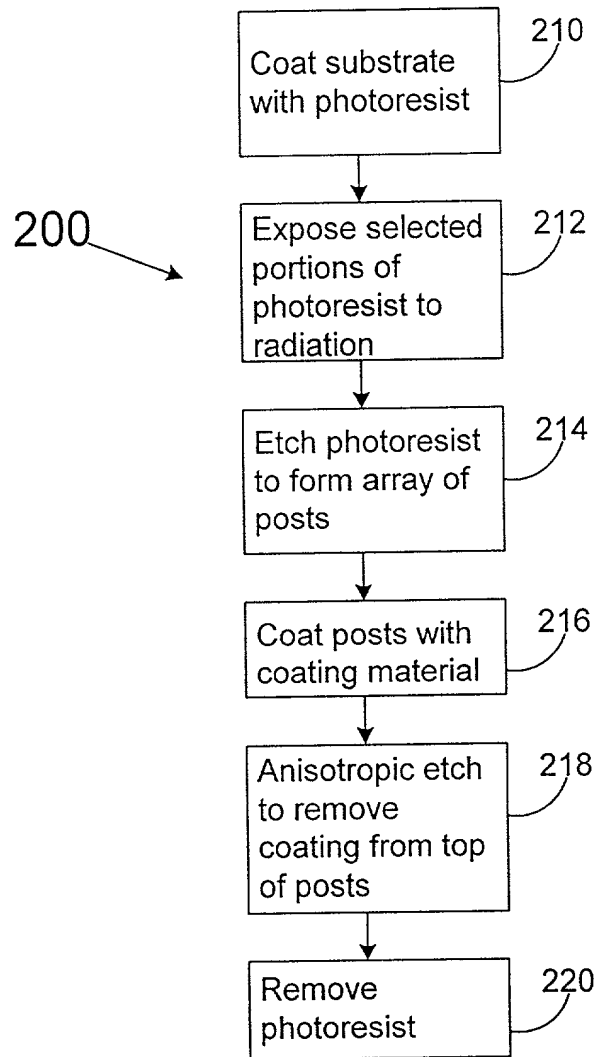 210
Coat substrate
with photoresist
200
212
Expose selected
portions of
photoresist to
radiation
214
Etch photoresist
to form array of
posts
216
Coat posts with
coating material
218
Anisotropic etch
to remove
coating from top
of posts
220
Remove
photoresist